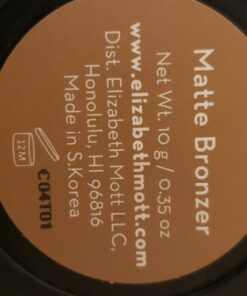 Matte Bronzer
Net Wt. 10 g / 0.35 oz
www.elizabethmott.com
Dist. Elizabeth Mott LLC,
Honolulu, HI 96816
Made in S.Korea
C04T01
12M